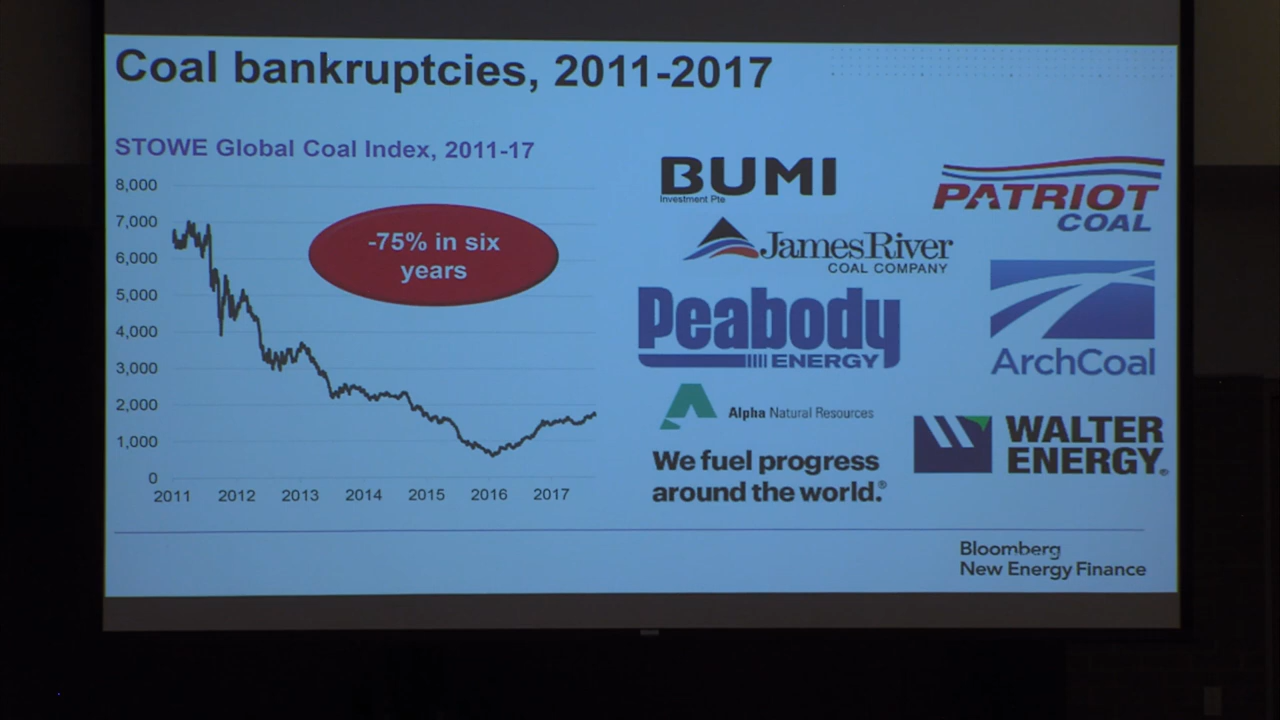 Coal bankruptcies, 2011-2017
STOWE Global Coal Index, 2011-17
8,000
7,000
6,000
5,000
4,000
3,000
2,000
1,000
0
2011 2012 2013 2014 2015 2016 2017
-75% in six
years
BUMI
Investment Pte
PATRIOT
COAL
James River
COAL COMPANY
Peabody
ENERGY
ArchCoal
Alpha Natural Resources
We fuel progress
around the world.®
WALTER
ENERGY®
Bloomberg
New Energy Finance